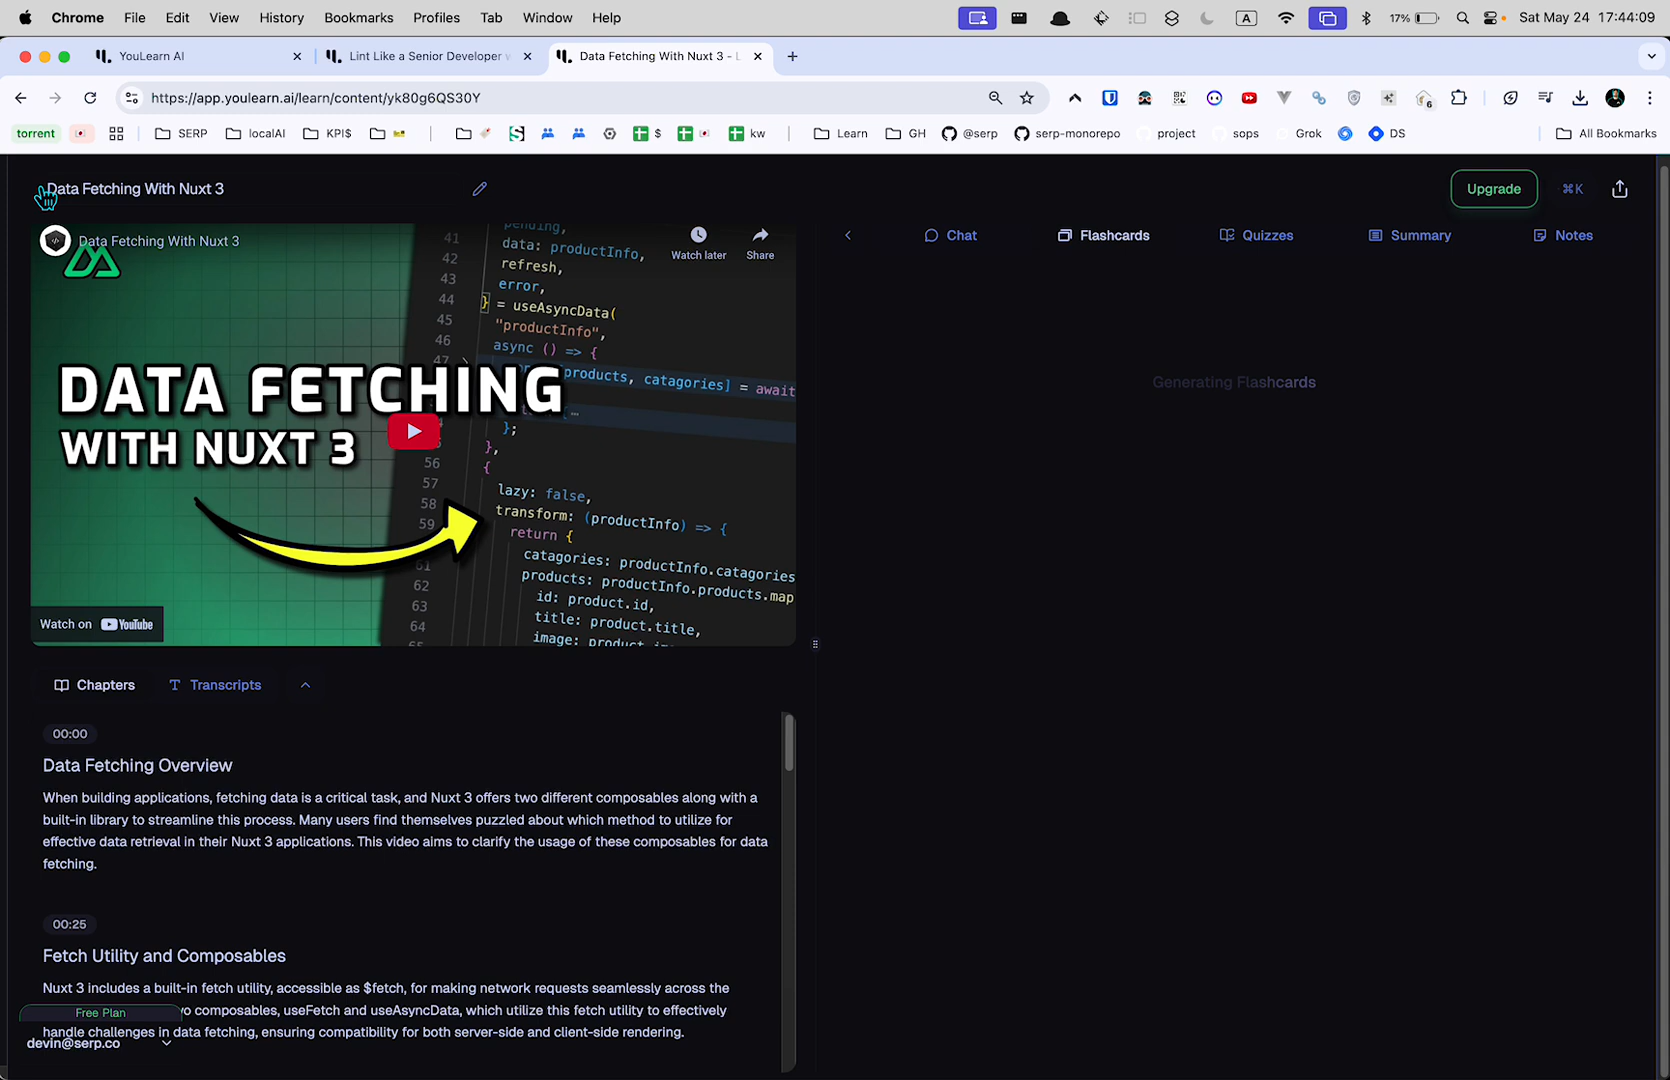 Chrome File Edit View History Bookmarks Profiles Tab Window Help
A 17% Sat May 24 17:44:09
YouLearn AI
Lint Like a Senior Developer
Data Fetching With Nuxt 3 - L
https://app.youlearn.ai/learn/content/yk80g6QS30Y
6
torrent SERP localAI KPI$ $ kw Learn GH @serp serp-monorepo project sops Grok DS All Bookmarks
Data Fetching With Nuxt 3
Upgrade ⌘K
Data Fetching With Nuxt 3
Watch later
Share
Chat Flashcards Quizzes Summary Notes
Generating Flashcards
41 pending,
42 data: productInfo,
43 refresh,
44 error,
45 } = useAsyncData(
46 "productInfo",
47 async () => {
products, catagories] = await
};
},
56 {
57 lazy: false,
58 transform: (productInfo) => {
59 return {
61 catagories: productInfo.catagories
62 products: productInfo.products.map
63 id: product.id,
64 title: product.title,
DATA FETCHING
WITH NUXT 3
Watch on YouTube
Chapters Transcripts
00:00
Data Fetching Overview
When building applications, fetching data is a critical task, and Nuxt 3 offers two different composables along with a
built-in library to streamline this process. Many users find themselves puzzled about which method to utilize for
effective data retrieval in their Nuxt 3 applications. This video aims to clarify the usage of these composables for data
fetching.
00:25
Fetch Utility and Composables
Nuxt 3 includes a built-in fetch utility, accessible as $fetch, for making network requests seamlessly across the
composables, useFetch and useAsyncData, which utilize this fetch utility to effectively
handle challenges in data fetching, ensuring compatibility for both server-side and client-side rendering.
Free Plan
devin@serp.co